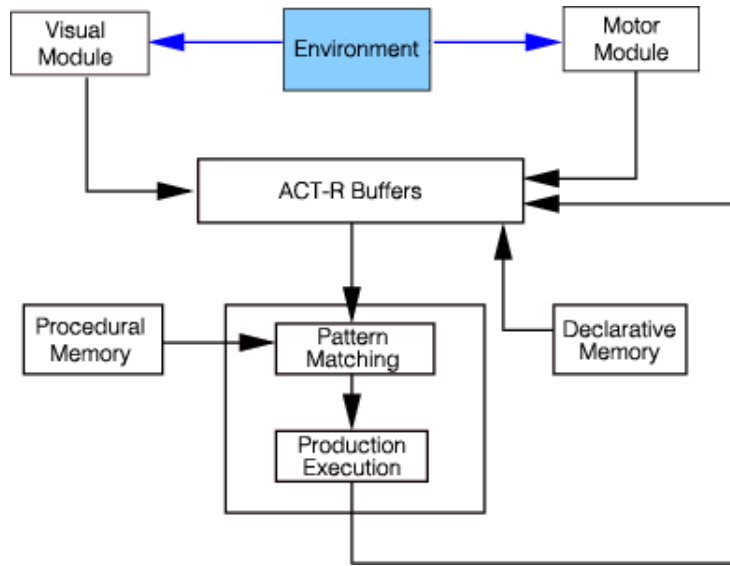 Visual
Module
Environment
Motor
Module
ACT-R Buffers
Procedural
Memory
Pattern
Matching
Declarative
Memory
Production
Execution